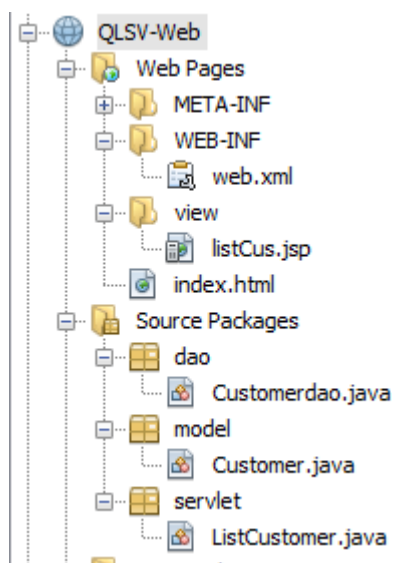 QLSV-Web
Web Pages
META-INF
WEB-INF
web.xml
view
listCus.jsp
index.html
Source Packages
dao
Customerdao.java
model
Customer.java
servlet
ListCustomer.java